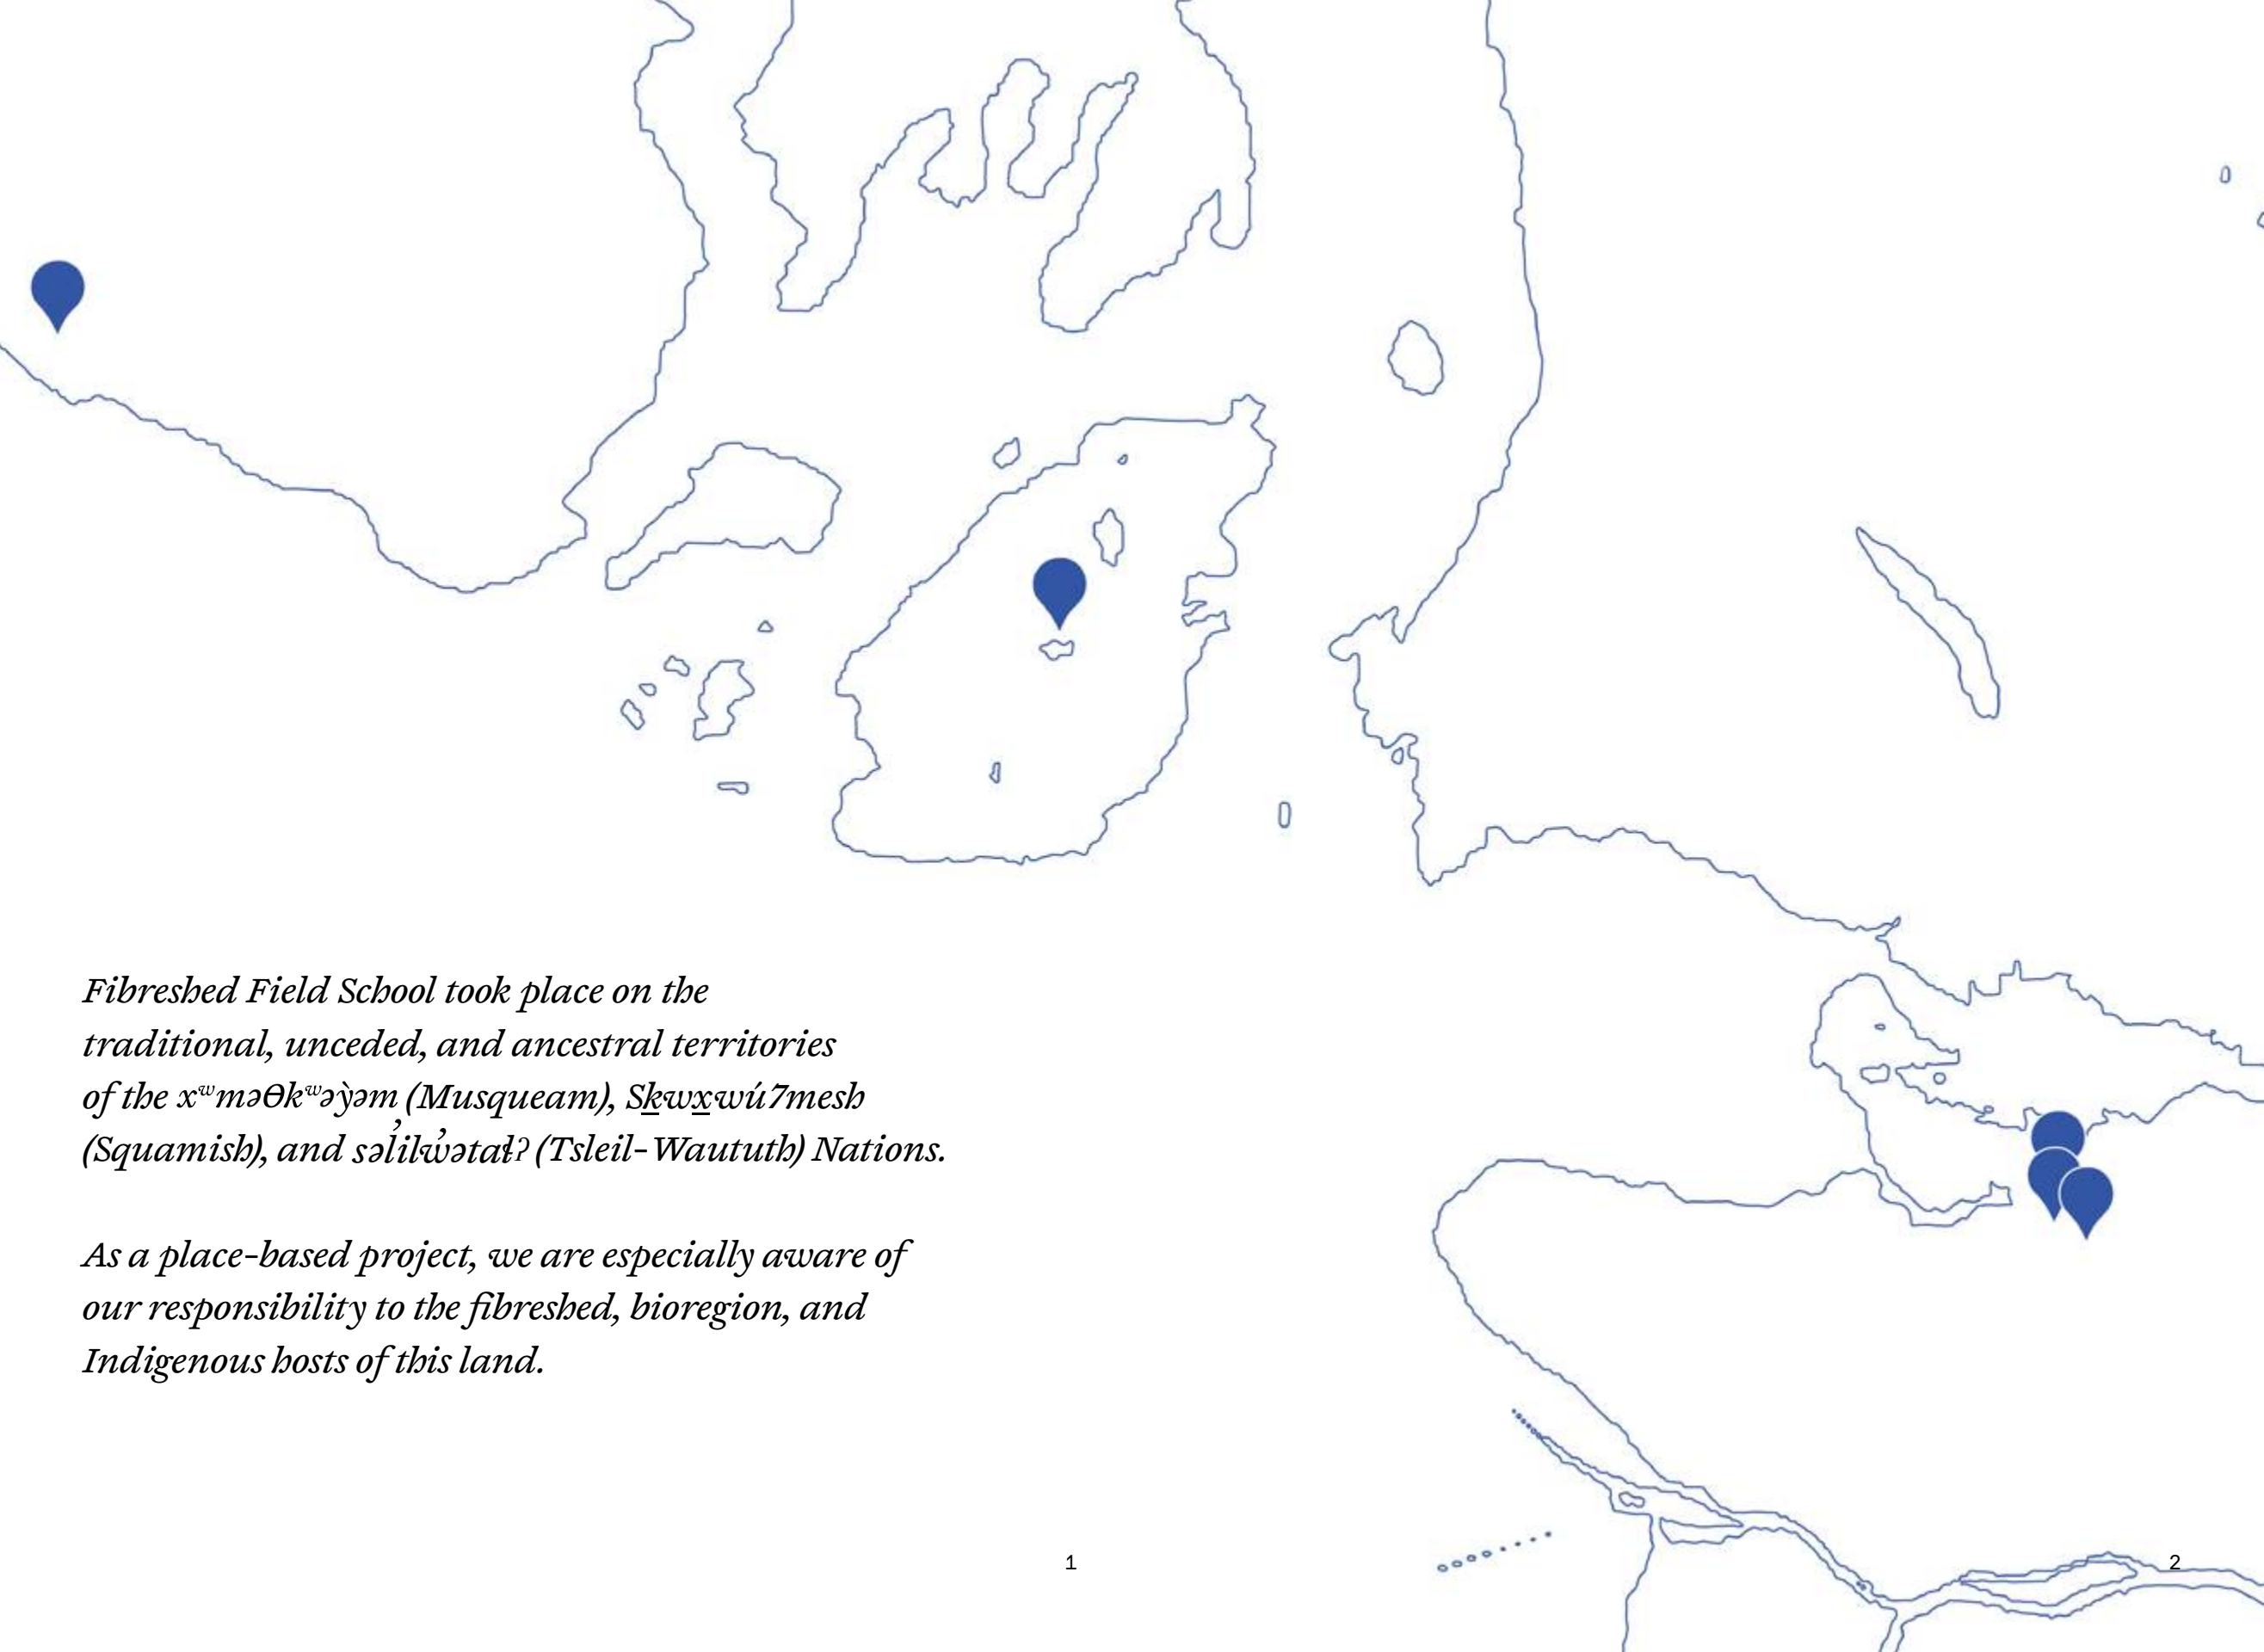 Fibreshed Field School took place on the
traditional, unceded, and ancestral territories
of the xʷməθkʷəy̓əm (Musqueam), Sḵwx̱wú7mesh
(Squamish), and səl̓ilw̓ətaɬʔ (Tsleil-Waututh) Nations.
As a place-based project, we are especially aware of
our responsibility to the fibreshed, bioregion, and
Indigenous hosts of this land.
1
2